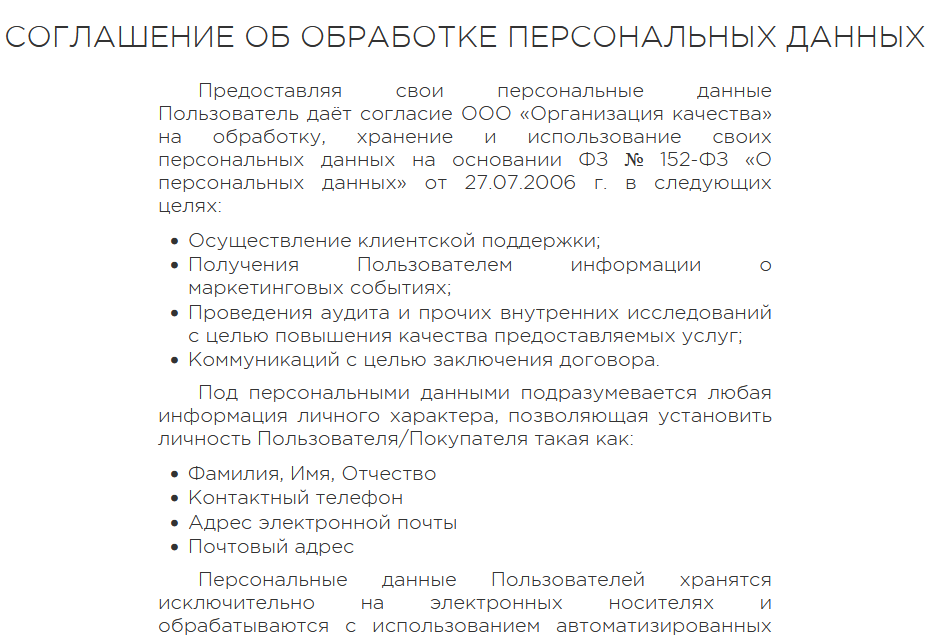 СОГЛАШЕНИЕ ОБ ОБРАБОТКЕ ПЕРСОНАЛЬНЫХ ДАННЫХ
Предоставляя свои персональные данные
Пользователь даёт согласие ООО «Организация качества»
на обработку, хранение и использование своих
персональных данных на основании ФЗ № 152-ФЗ «О
персональных данных» от 27.07.2006 г. в следующих
целях:
• Осуществление клиентской поддержки;
• Получения Пользователем информации о
маркетинговых событиях;
• Проведения аудита и прочих внутренних исследований
с целью повышения качества предоставляемых услуг;
• Коммуникаций с целью заключения договора.
Под персональными данными подразумевается любая
информация личного характера, позволяющая установить
личность Пользователя/Покупателя такая как:
• Фамилия, Имя, Отчество
• Контактный телефон
• Адрес электронной почты
• Почтовый адрес
Персональные данные Пользователей хранятся
исключительно на электронных носителях и
обрабатываются с использованием автоматизированных